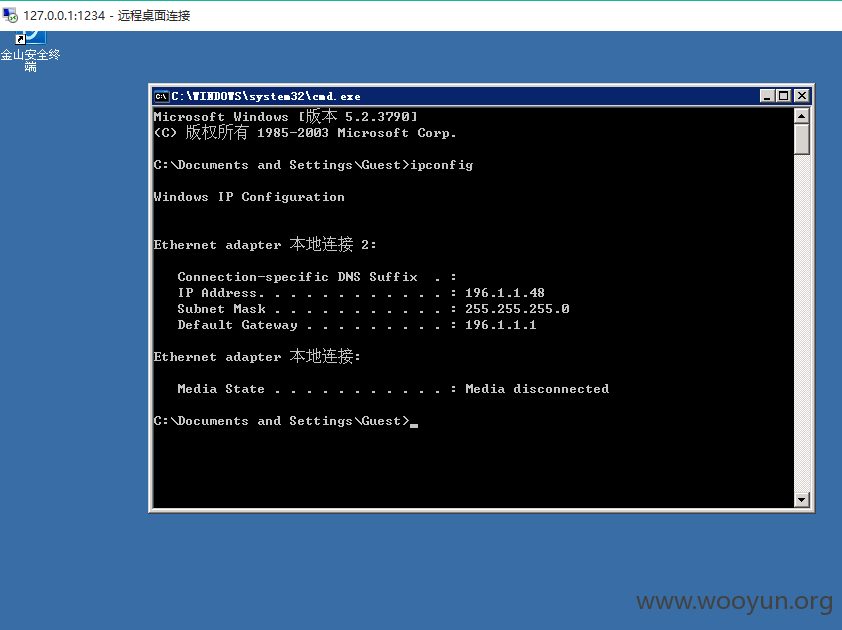 127.0.0.1:1234 - 远程桌面连接
金山安全终
端
C:\WINDOWS\system32\cmd.exe
Microsoft Windows [版本 5.2.3790]
(C) 版权所有 1985-2003 Microsoft Corp.
C:\Documents and Settings\Guest>ipconfig
Windows IP Configuration
Ethernet adapter 本地连接 2:
Connection-specific DNS Suffix  . :
IP Address. . . . . . . . . . . . : 196.1.1.48
Subnet Mask . . . . . . . . . . . : 255.255.255.0
Default Gateway . . . . . . . . . : 196.1.1.1
Ethernet adapter 本地连接:
Media State . . . . . . . . . . . : Media disconnected
C:\Documents and Settings\Guest>
www.wooyun.org